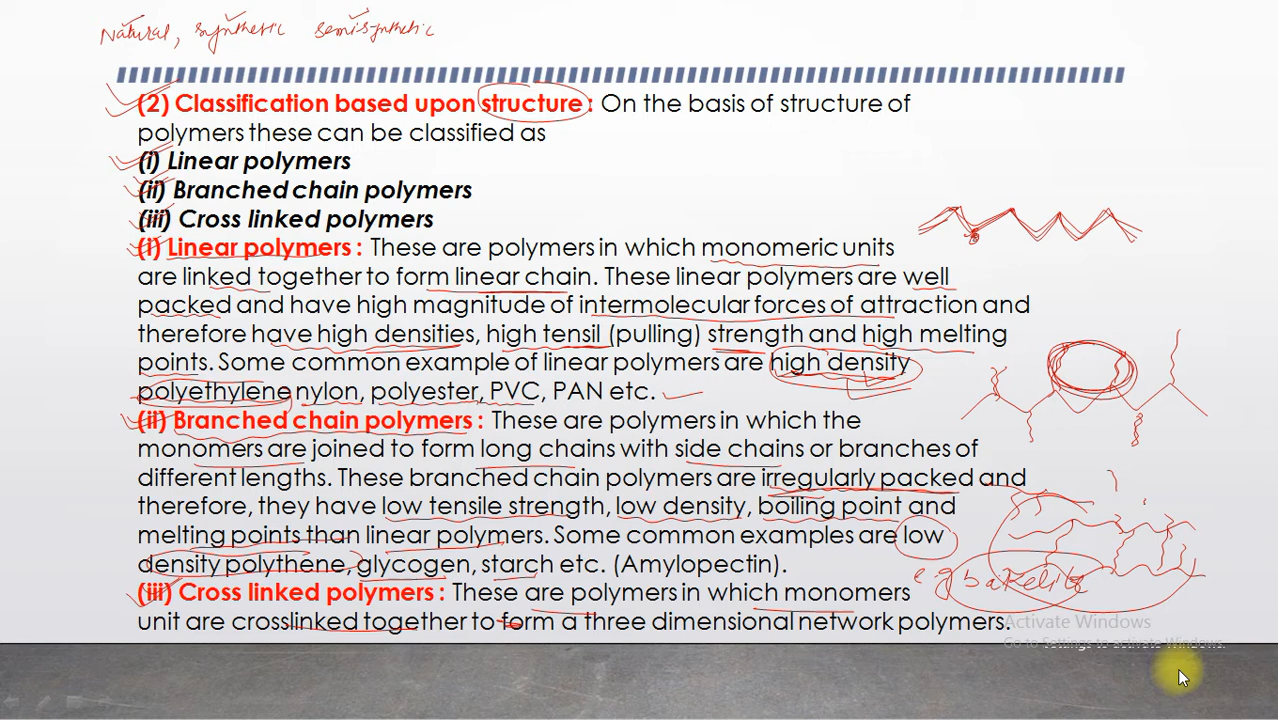 Natural, synthetic semisynthetic
(2) Classification based upon structure : On the basis of structure of
polymers these can be classified as
(i) Linear polymers
(ii) Branched chain polymers
(iii) Cross linked polymers
(i) Linear polymers : These are polymers in which monomeric units
are linked together to form linear chain. These linear polymers are well
packed and have high magnitude of intermolecular forces of attraction and
therefore have high densities, high tensil (pulling) strength and high melting
points. Some common example of linear polymers are high density
polyethylene nylon, polyester, PVC, PAN etc.
(ii) Branched chain polymers : These are polymers in which the
monomers are joined to form long chains with side chains or branches of
different lengths. These branched chain polymers are irregularly packed and
therefore, they have low tensile strength, low density, boiling point and
melting points than linear polymers. Some common examples are low
density polythene, glycogen, starch etc. (Amylopectin).
e.g bakelite
(iii) Cross linked polymers : These are polymers in which monomers
unit are crosslinked together to form a three dimensional network polymers.
Activate Windows
Go to Settings to activate Windows.